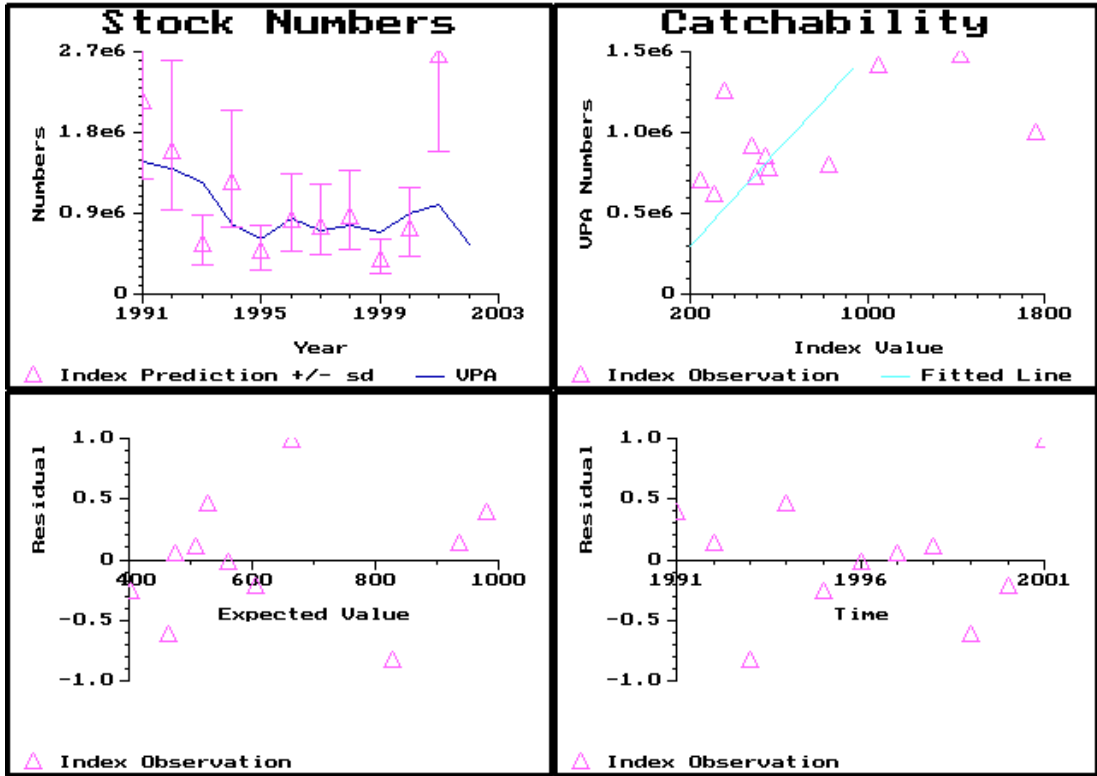 Stock Numbers
2.7e6
1.8e6
0.9e6
0
Numbers
1991 1995 1999 2003
Year
Index Prediction +/- sd VPA
Catchability
1.5e6
1.0e6
0.5e6
0
VPA Numbers
200 1000 1800
Index Value
Index Observation Fitted Line
1.0
0.5
0
-0.5
-1.0
Residual
400 600 800 1000
Expected Value
Index Observation
1.0
0.5
0
-0.5
-1.0
Residual
1991 1996 2001
Time
Index Observation